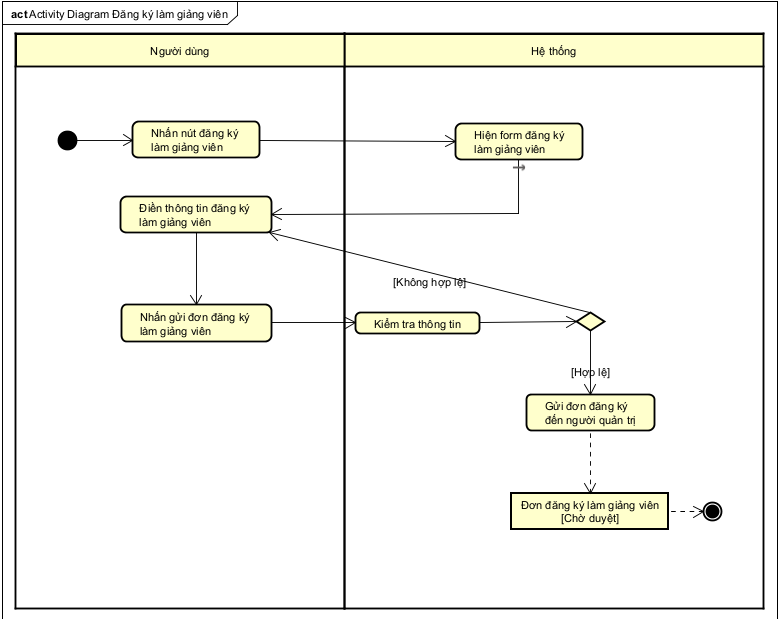 act Activity Diagram Đăng ký làm giảng viên
Người dùng
Hệ thống
Nhấn nút đăng ký
làm giảng viên
Hiện form đăng ký
làm giảng viên
Điền thông tin đăng ký
làm giảng viên
[Không hợp lệ]
Nhấn gửi đơn đăng ký
làm giảng viên
Kiểm tra thông tin
[Hợp lệ]
Gửi đơn đăng ký
đến người quản trị
Đơn đăng ký làm giảng viên
[Chờ duyệt]